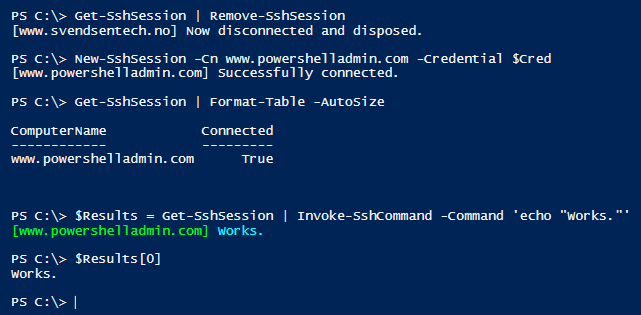 PS C:\> Get-SshSession | Remove-SshSession
[www.svendsentech.no] Now disconnected and disposed.
PS C:\> New-SshSession -Cn www.powershelladmin.com -Credential $Cred
[www.powershelladmin.com] Successfully connected.
PS C:\> Get-SshSession | Format-Table -AutoSize
ComputerName Connected
------------ ---------
www.powershelladmin.com True
PS C:\> $Results = Get-SshSession | Invoke-SshCommand -Command 'echo "Works."'
[www.powershelladmin.com] Works.
PS C:\> $Results[0]
Works.
PS C:\>